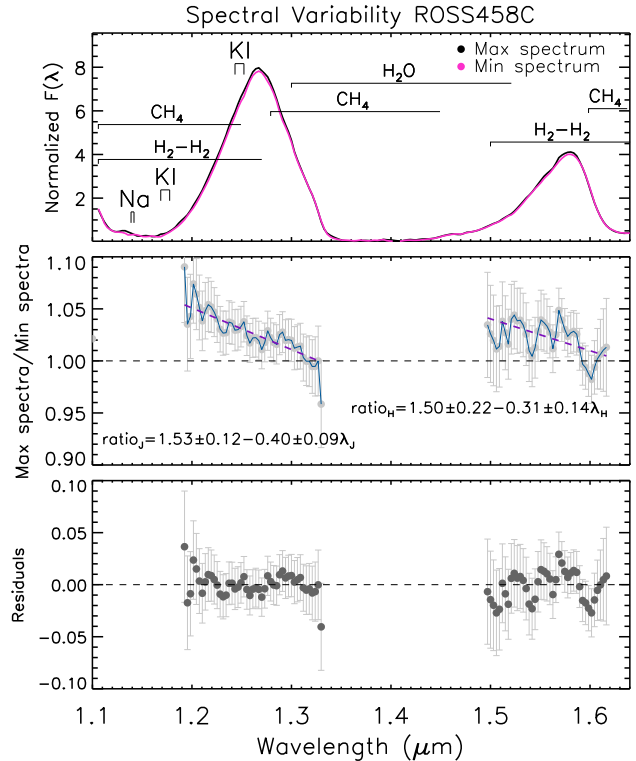 Spectral Variability ROSS458C
Normalized F(λ)
8
6
4
2
KI
Max spectrum
Min spectrum
H₂O
CH₄
CH₄
CH₄
H₂−H₂
H₂−H₂
KI
Na
Max spectra/Min spectra
1.10
1.05
1.00
0.95
0.90
ratio_H=1.50±0.22−0.31±0.14λ_H
ratio_J=1.53±0.12−0.40±0.09λ_J
Residuals
0.10
0.05
0.00
−0.05
−0.10
1.1 1.2 1.3 1.4 1.5 1.6
Wavelength (μm)